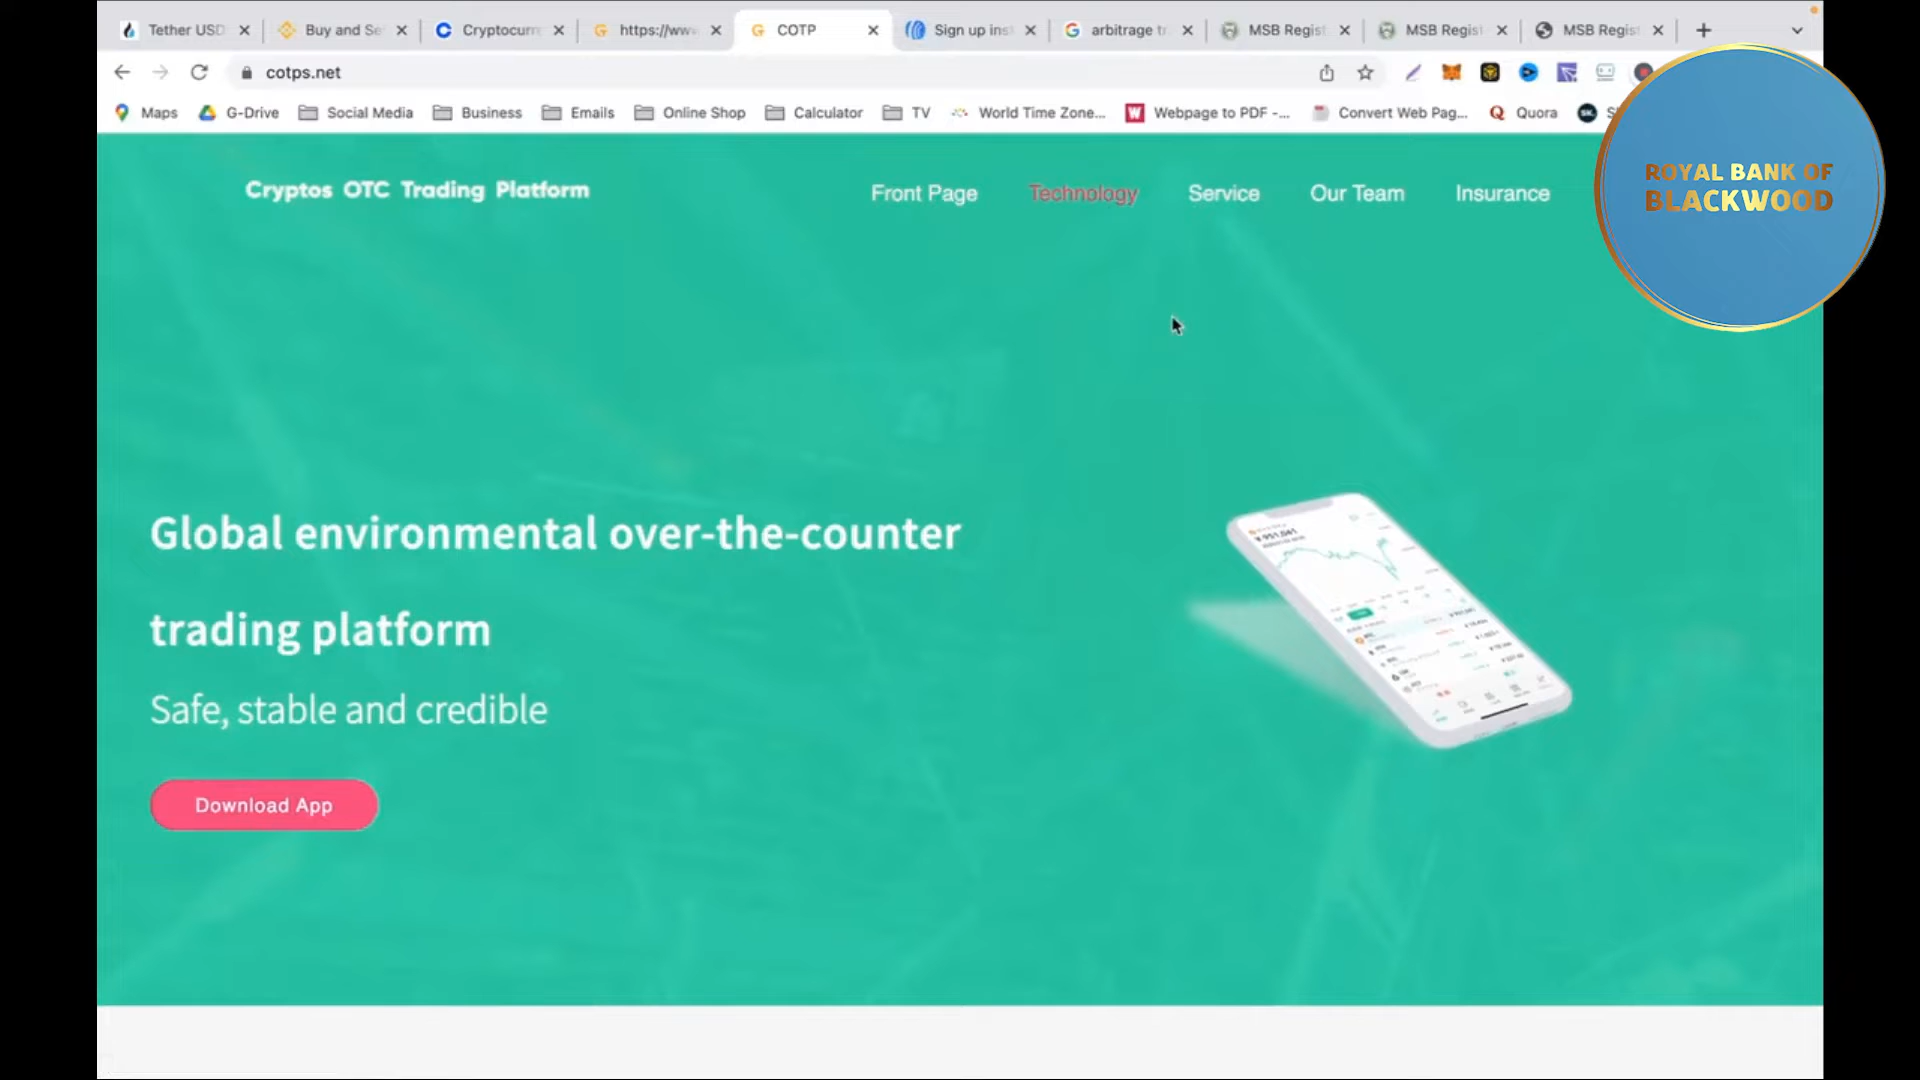 Tether USD
Buy and Se
Cryptocurr
https://ww
COTP
Sign up ins
arbitrage tr
MSB Regist
MSB Regist
MSB Regist
cotps.net
Maps
G-Drive
Social Media
Business
Emails
Online Shop
Calculator
TV
World Time Zone...
Webpage to PDF -...
Convert Web Pag...
Quora
ROYAL BANK OF
BLACKWOOD
Cryptos OTC Trading Platform
Front Page
Technology
Service
Our Team
Insurance
Global environmental over-the-counter
trading platform
Safe, stable and credible
Download App